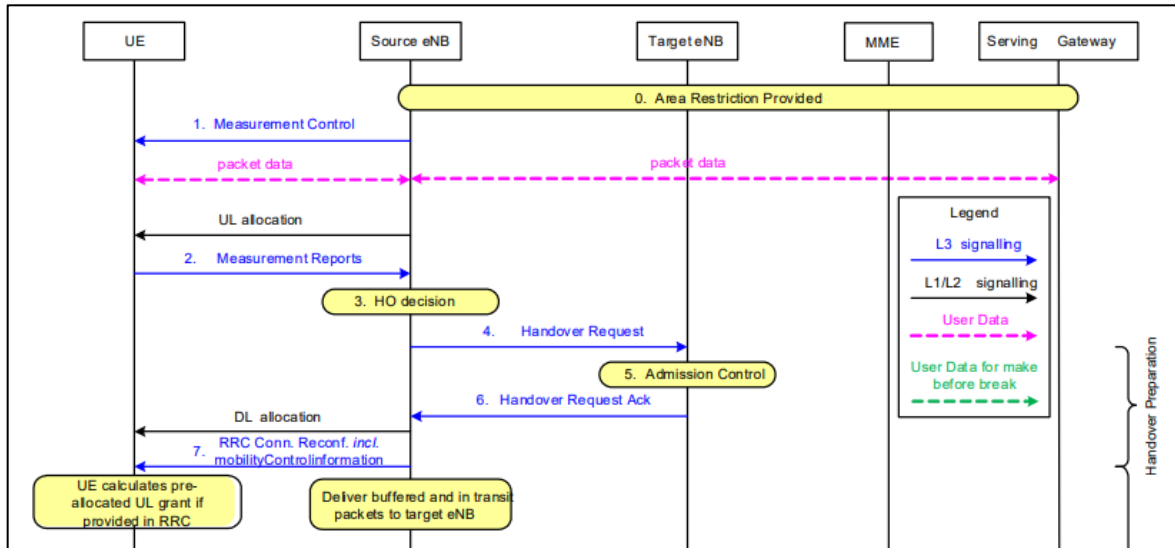 UE
Source eNB
Target eNB
MME
Serving Gateway
0. Area Restriction Provided
1. Measurement Control
packet data
packet data
UL allocation
2. Measurement Reports
3. HO decision
4. Handover Request
5. Admission Control
6. Handover Request Ack
DL allocation
7. RRC Conn. Reconf. incl.
mobilityControlinformation
UE calculates pre-
allocated UL grant if
provided in RRC
Deliver buffered and in transit
packets to target eNB
Legend
L3 signalling
L1/L2 signalling
User Data
User Data for make
before break
Handover Preparation